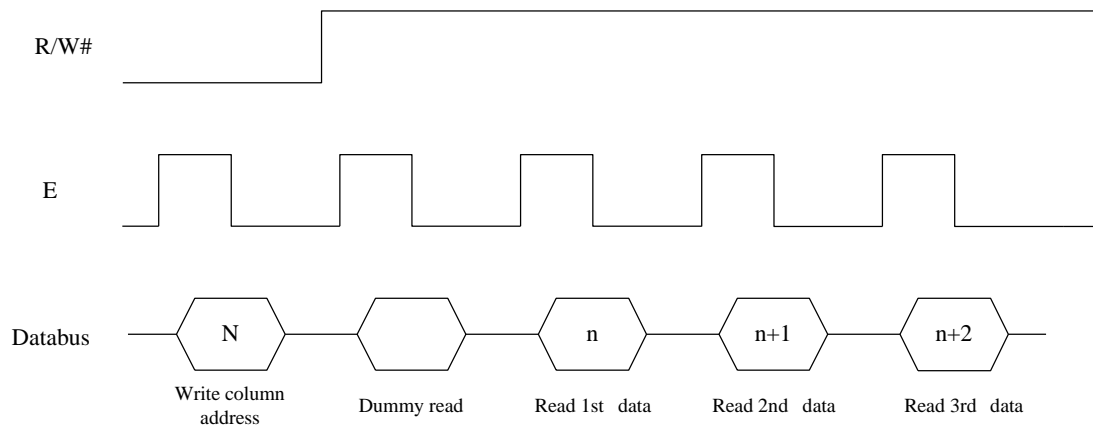 R/W#
E
Databus
N
n
n+1
n+2
Write column
address
Dummy read
Read 1st data
Read 2nd data
Read 3rd data